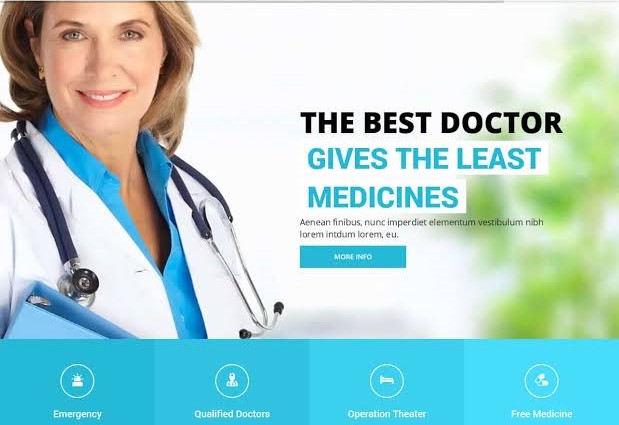 THE BEST DOCTOR
GIVES THE LEAST
MEDICINES
Aenean finibus, nunc imperdiet elementum vestibulum nibh
lorem intdum lorem, eu.
MORE INFO
Emergency
Qualified Doctors
Operation Theater
Free Medicine